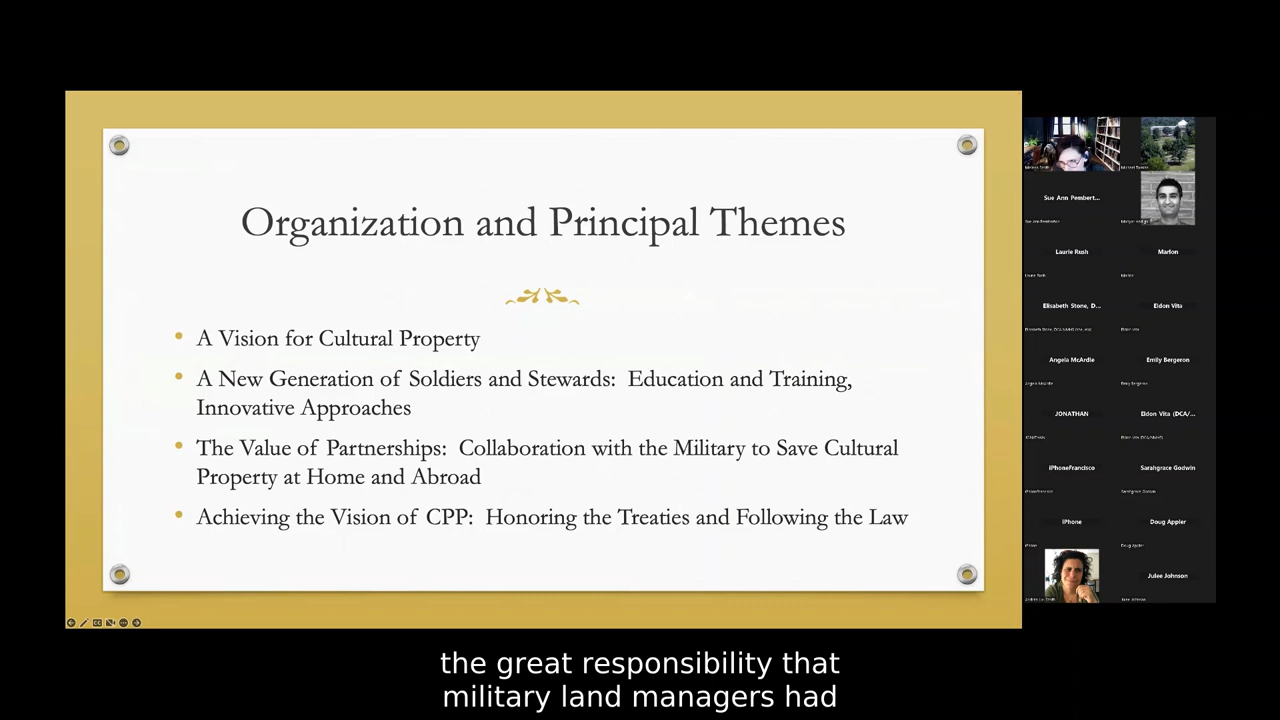 Organization and Principal Themes
• A Vision for Cultural Property
• A New Generation of Soldiers and Stewards: Education and Training,
Innovative Approaches
• The Value of Partnerships: Collaboration with the Military to Save Cultural
Property at Home and Abroad
• Achieving the Vision of CPP: Honoring the Treaties and Following the Law
Sue Ann Pembert...
Laurie Rush
Marlon
Elisabeth Stone, D...
Eldon Vita
Angela McArdle
Emily Bergeron
JONATHAN
Eldon Vita (DCA/...
iPhoneFrancisco
Sarahgrace Godwin
iPhone
Doug Appler
Julee Johnson
the great responsibility that
military land managers had